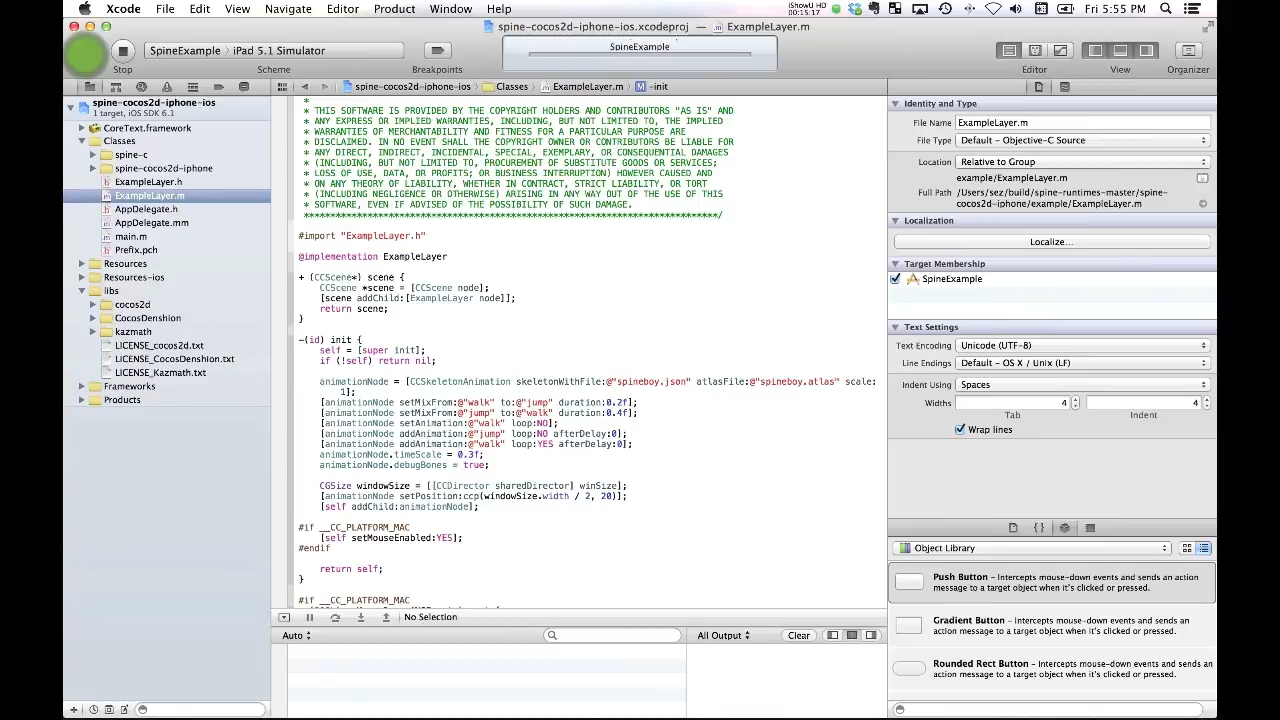 Xcode File Edit View Navigate Editor Product Window Help
iShowU HD
00:15:17
Fri 5:55 PM
spine-cocos2d-iphone-ios.xcodeproj — ExampleLayer.m
SpineExample iPad 5.1 Simulator
SpineExample
Stop Scheme Breakpoints Editor View Organizer
spine-cocos2d-iphone-ios
1 target, iOS SDK 6.1
CoreText.framework
Classes
spine-c
spine-cocos2d-iphone
ExampleLayer.h
ExampleLayer.m
AppDelegate.h
AppDelegate.mm
main.m
Prefix.pch
Resources
Resources-ios
libs
cocos2d
CocosDenshion
kazmath
LICENSE_cocos2d.txt
LICENSE_CocosDenshion.txt
LICENSE_Kazmath.txt
Frameworks
Products
spine-cocos2d-iphone-ios Classes ExampleLayer.m M -init
*
* THIS SOFTWARE IS PROVIDED BY THE COPYRIGHT HOLDERS AND CONTRIBUTORS "AS IS" AND
* ANY EXPRESS OR IMPLIED WARRANTIES, INCLUDING, BUT NOT LIMITED TO, THE IMPLIED
* WARRANTIES OF MERCHANTABILITY AND FITNESS FOR A PARTICULAR PURPOSE ARE
* DISCLAIMED. IN NO EVENT SHALL THE COPYRIGHT OWNER OR CONTRIBUTORS BE LIABLE FOR
* ANY DIRECT, INDIRECT, INCIDENTAL, SPECIAL, EXEMPLARY, OR CONSEQUENTIAL DAMAGES
* (INCLUDING, BUT NOT LIMITED TO, PROCUREMENT OF SUBSTITUTE GOODS OR SERVICES;
* LOSS OF USE, DATA, OR PROFITS; OR BUSINESS INTERRUPTION) HOWEVER CAUSED AND
* ON ANY THEORY OF LIABILITY, WHETHER IN CONTRACT, STRICT LIABILITY, OR TORT
* (INCLUDING NEGLIGENCE OR OTHERWISE) ARISING IN ANY WAY OUT OF THE USE OF THIS
* SOFTWARE, EVEN IF ADVISED OF THE POSSIBILITY OF SUCH DAMAGE.
******************************************************************************/
#import "ExampleLayer.h"
@implementation ExampleLayer
+ (CCScene*) scene {
CCScene *scene = [CCScene node];
[scene addChild:[ExampleLayer node]];
return scene;
}
-(id) init {
self = [super init];
if (!self) return nil;
animationNode = [CCSkeletonAnimation skeletonWithFile:@"spineboy.json" atlasFile:@"spineboy.atlas" scale:
1];
[animationNode setMixFrom:@"walk" to:@"jump" duration:0.2f];
[animationNode setMixFrom:@"jump" to:@"walk" duration:0.4f];
[animationNode setAnimation:@"walk" loop:NO];
[animationNode addAnimation:@"jump" loop:NO afterDelay:0];
[animationNode addAnimation:@"walk" loop:YES afterDelay:0];
animationNode.timeScale = 0.3f;
animationNode.debugBones = true;
CGSize windowSize = [[CCDirector sharedDirector] winSize];
[animationNode setPosition:ccp(windowSize.width / 2, 20)];
[self addChild:animationNode];
#if __CC_PLATFORM_MAC
[self setMouseEnabled:YES];
#endif
return self;
}
#if __CC_PLATFORM_MAC
No Selection
Auto All Output Clear
Identity and Type
File Name ExampleLayer.m
File Type Default - Objective-C Source
Location Relative to Group
example/ExampleLayer.m
Full Path /Users/sez/build/spine-runtimes-master/spine-
cocos2d-iphone/example/ExampleLayer.m
Localization
Localize...
Target Membership
SpineExample
Text Settings
Text Encoding Unicode (UTF-8)
Line Endings Default - OS X / Unix (LF)
Indent Using Spaces
Widths 4 4
Tab Indent
Wrap lines
{ }
Object Library
Push Button - Intercepts mouse-down events and sends an action
message to a target object when it's clicked or pressed.
Gradient Button - Intercepts mouse-down events and sends an
action message to a target object when it's clicked or pressed.
Rounded Rect Button - Intercepts mouse-down events and sends an
action message to a target object when it's clicked or pressed.